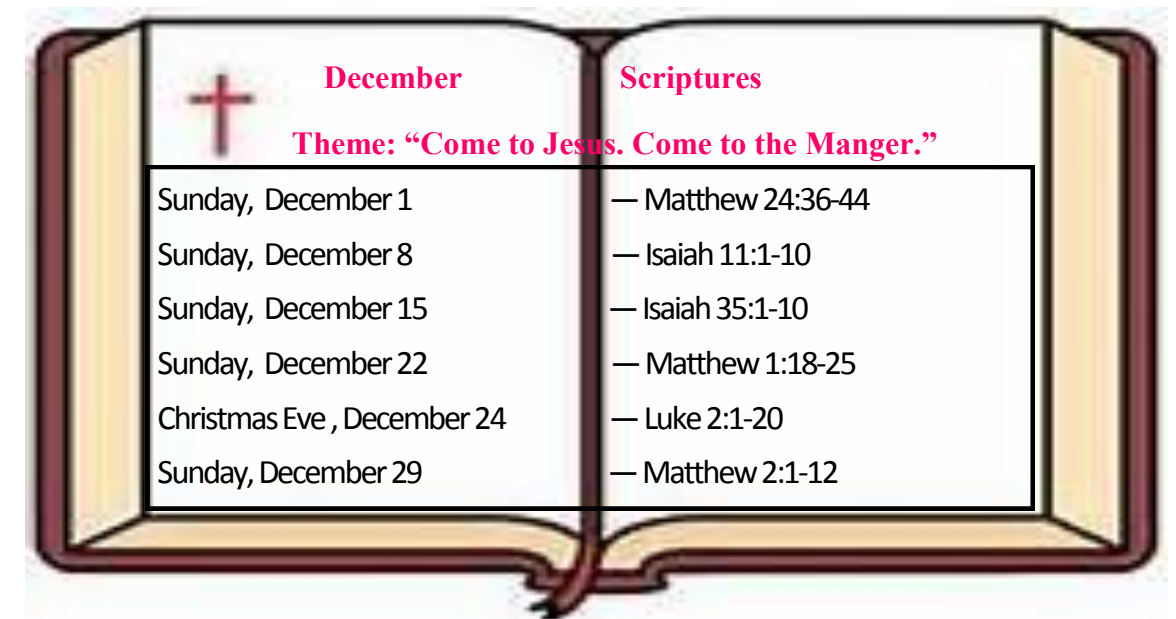 December Scriptures
Theme: “Come to Jesus. Come to the Manger.”
Sunday, December 1 — Matthew 24:36-44
Sunday, December 8 — Isaiah 11:1-10
Sunday, December 15 — Isaiah 35:1-10
Sunday, December 22 — Matthew 1:18-25
Christmas Eve , December 24 — Luke 2:1-20
Sunday, December 29 — Matthew 2:1-12